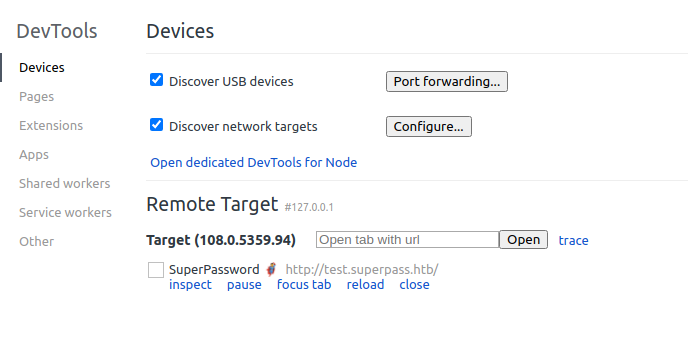 DevTools
Devices
Pages
Extensions
Apps
Shared workers
Service workers
Other
Devices
Discover USB devices Port forwarding...
Discover network targets Configure...
Open dedicated DevTools for Node
Remote Target #127.0.0.1
Target (108.0.5359.94) Open tab with url Open trace
SuperPassword http://test.superpass.htb/
inspect pause focus tab reload close